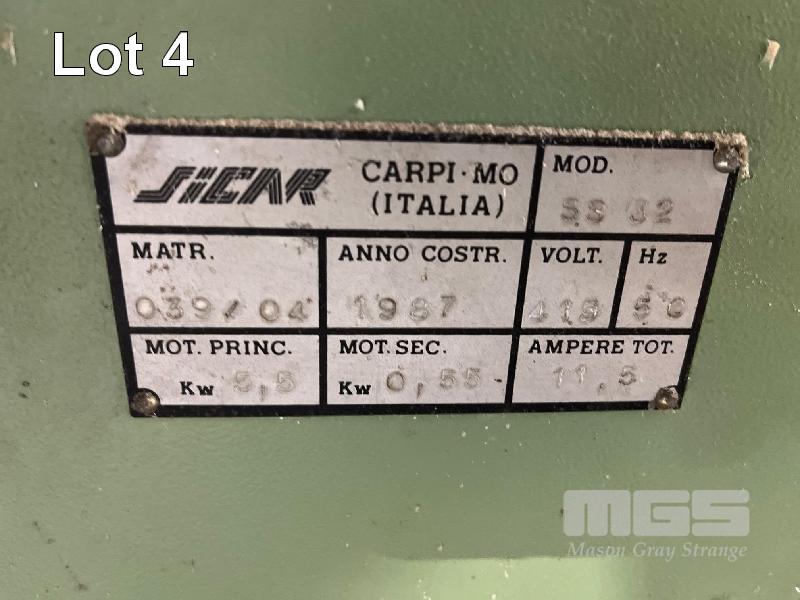 Lot 4
SiCAR
CARPI·MO
(ITALIA)
MOD.
SS 32
MATR.
039/04
ANNO COSTR.
1987
VOLT.
415
Hz
50
MOT. PRINC.
Kw 5,5
MOT. SEC.
Kw 0,55
AMPERE TOT.
11,5
MGS
Mason Gray Strange